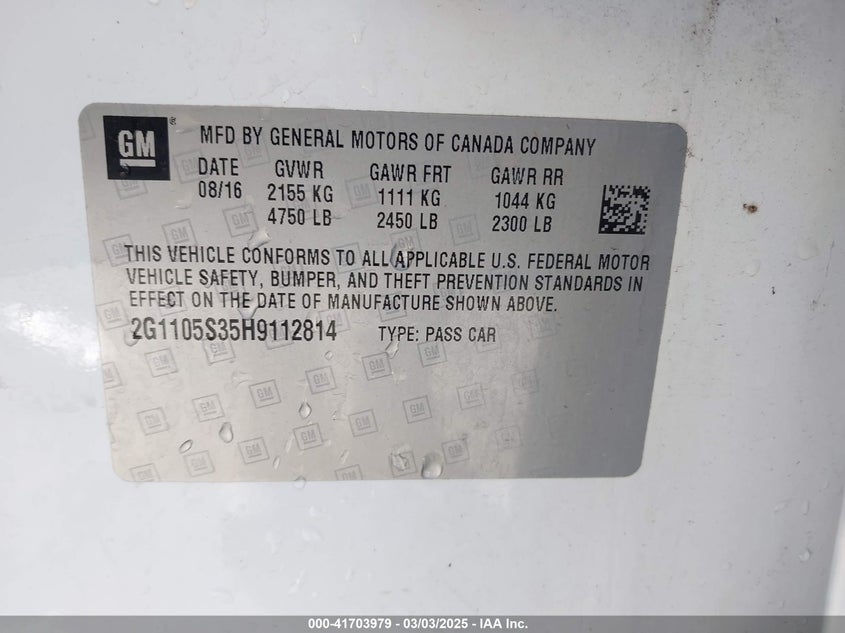 GM ® MFD BY GENERAL MOTORS OF CANADA COMPANY
DATE GVWR GAWR FRT GAWR RR
08/16 2155 KG 1111 KG 1044 KG
4750 LB 2450 LB 2300 LB
THIS VEHICLE CONFORMS TO ALL APPLICABLE U.S. FEDERAL MOTOR
VEHICLE SAFETY, BUMPER, AND THEFT PREVENTION STANDARDS IN
EFFECT ON THE DATE OF MANUFACTURE SHOWN ABOVE.
2G1105S35H9112814 TYPE: PASS CAR
000-41703979 - 03/03/2025 - IAA Inc.